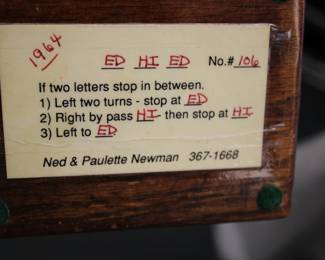 1964
ED HI ED No.# 106
If two letters stop in between.
1) Left two turns - stop at ED
2) Right by pass HI - then stop at HI
3) Left to ED
Ned & Paulette Newman 367-1668